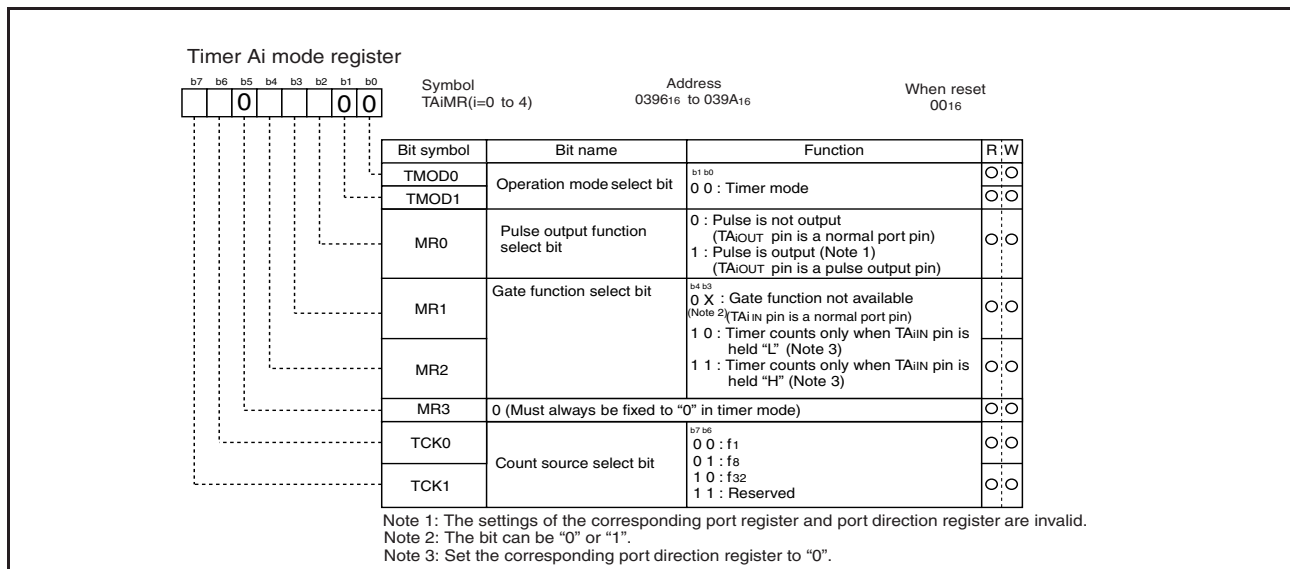 Timer Ai mode register
b7 b6 b5 b4 b3 b2 b1 b0
0 0 0
Symbol Address When reset
TAiMR(i=0 to 4) 039616 to 039A16 0016
Bit symbol Bit name Function R W
TMOD0
TMOD1
Operation mode select bit
b1 b0
0 0 : Timer mode
MR0
Pulse output function
select bit
0 : Pulse is not output
(TAiOUT pin is a normal port pin)
1 : Pulse is output (Note 1)
(TAiOUT pin is a pulse output pin)
MR1
MR2
Gate function select bit
b4 b3
0 X : Gate function not available
(Note 2)(TAiIN pin is a normal port pin)
1 0 : Timer counts only when TAiIN pin is
held “L” (Note 3)
1 1 : Timer counts only when TAiIN pin is
held “H” (Note 3)
MR3 0 (Must always be fixed to “0” in timer mode)
TCK0
TCK1
Count source select bit
b7 b6
0 0 : f1
0 1 : f8
1 0 : f32
1 1 : Reserved
Note 1: The settings of the corresponding port register and port direction register are invalid.
Note 2: The bit can be “0” or “1”.
Note 3: Set the corresponding port direction register to “0”.